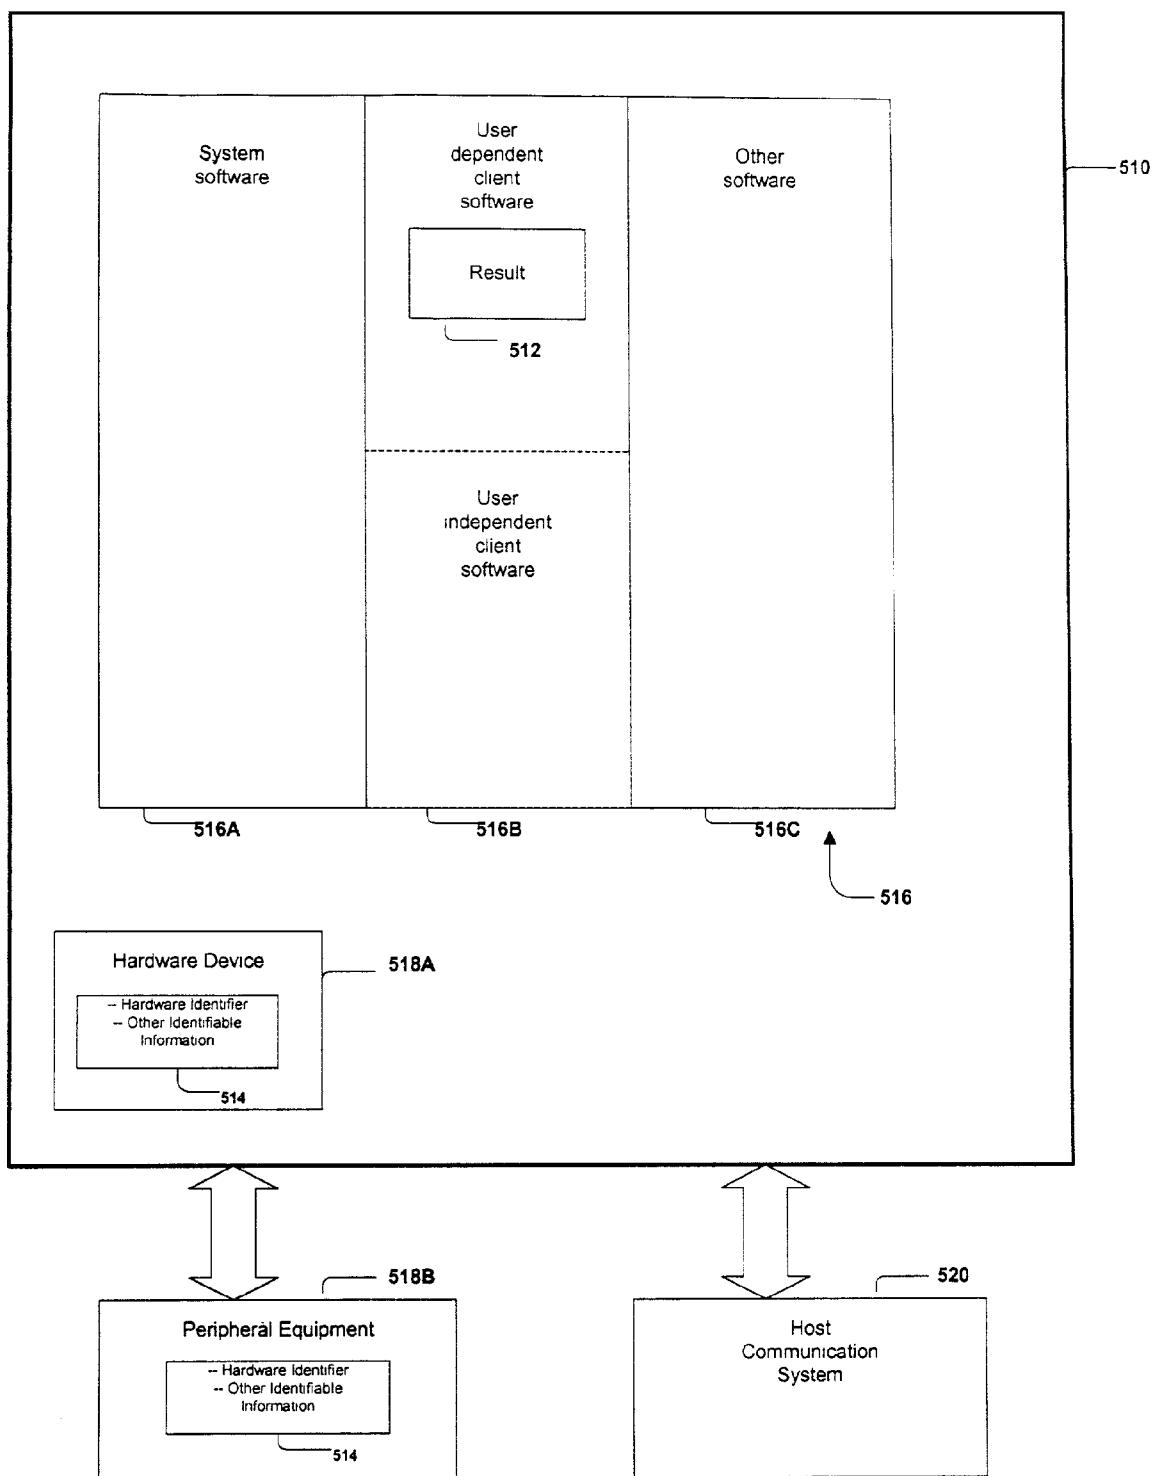 System
software
User
dependent
client
software
Other
software
510
Result
512
User
independent
client
software
516A
516B
516C
516
Hardware Device
518A
-- Hardware Identifier
-- Other Identifiable
Information
514
518B
520
Peripheral Equipment
-- Hardware Identifier
-- Other Identifiable
Information
514
Host
Communication
System